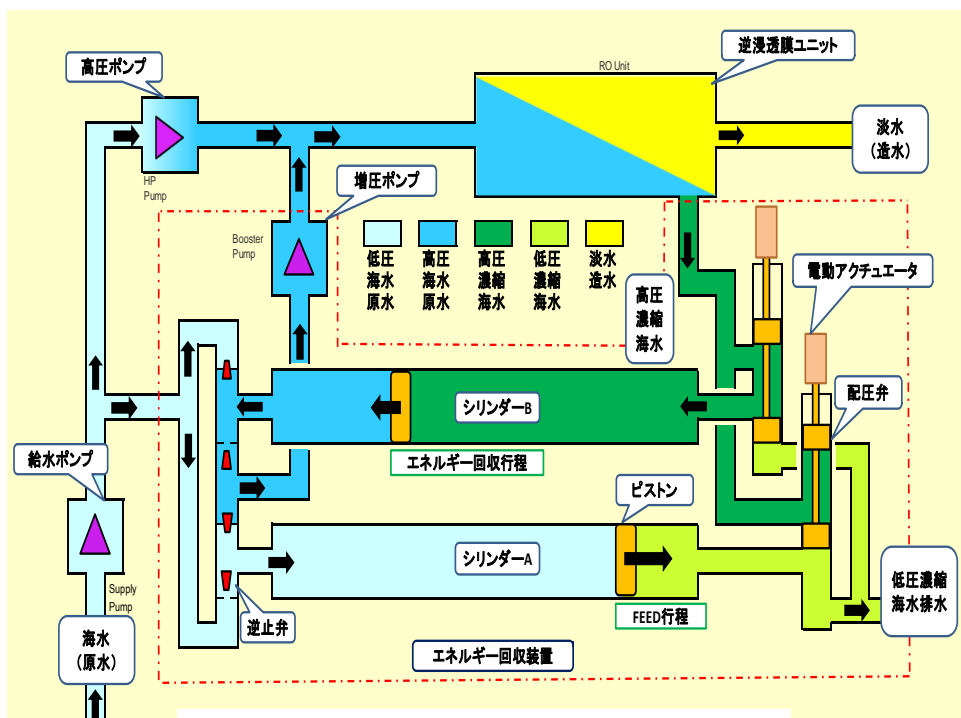 逆浸透膜ユニット
RO Unit
高圧ポンプ
淡水
（造水）
HP
Pump
増圧ポンプ
Booster
Pump
低圧
海水
原水
高圧
海水
原水
高圧
濃縮
海水
低圧
濃縮
海水
淡水
造水
電動アクチュエータ
高圧
濃縮
海水
配圧弁
シリンダーB
給水ポンプ
エネルギー回収行程
ピストン
シリンダーA
低圧濃縮
海水排水
Supply
Pump
逆止弁
FEED行程
海水
（原水）
エネルギー回収装置